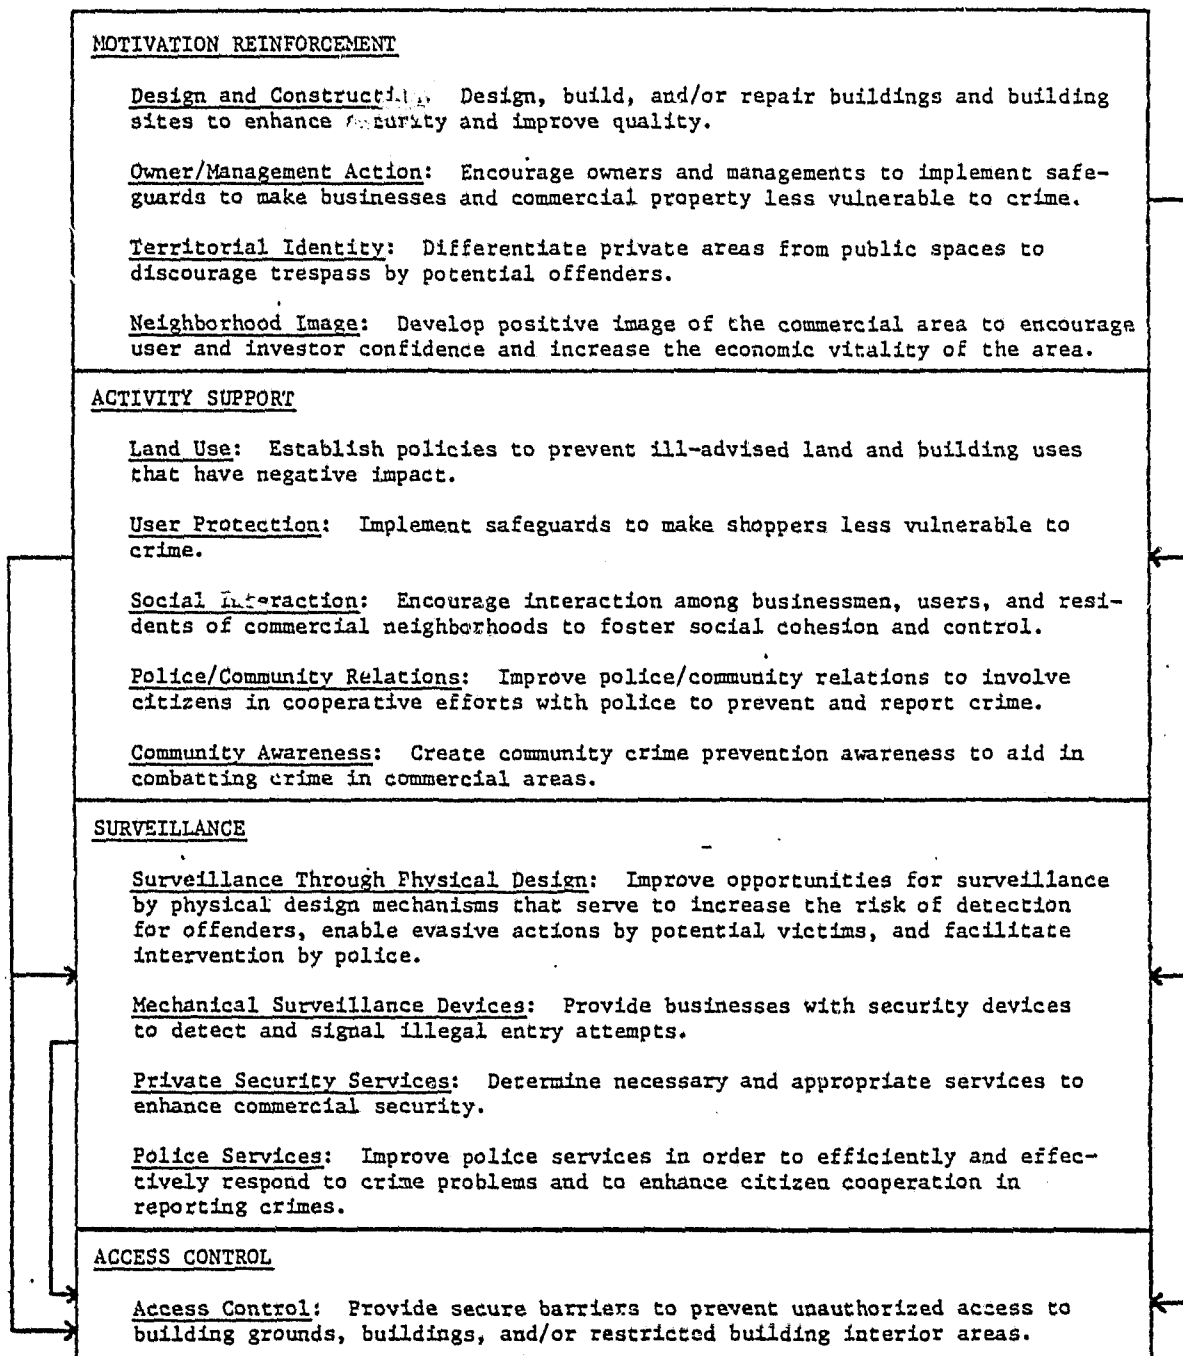 MOTIVATION REINFORCEMENT
Design and Design, build, and/or repair buildings and building
sites to enhance and improve quality.
Owner/Management Action: Encourage owners and managements to implement safe-
guards to make businesses and commercial property less vulnerable to crime.
Territorial Identity: Differentiate private areas from public spaces to
discourage trespass by potential offenders.
Neighborhood Image: Develop positive image of the commercial area to encourage
user and investor confidence and increase the economic vitality of the area.
ACTIVITY SUPPORT
Land Use: Establish policies to prevent ill-advised land and building uses
that have negative impact.
User Protection: Implement safeguards to make shoppers less vulnerable to
crime.
Social Interaction: Encourage interaction among businessmen, users, and resi-
dents of commercial neighborhoods to foster social cohesion and control.
Police/Community Relations: Improve police/community relations to involve
citizens in cooperative efforts with police to prevent and report crime.
Community Awareness: Create community crime prevention awareness to aid in
combatting crime in commercial areas.
SURVEILLANCE
Surveillance Through Physical Design: Improve opportunities for surveillance
by physical design mechanisms that serve to increase the risk of detection
for offenders, enable evasive actions by potential victims, and facilitate
intervention by police.
Mechanical Surveillance Devices: Provide businesses with security devices
to detect and signal illegal entry attempts.
Private Security Services: Determine necessary and appropriate services to
enhance commercial security.
Police Services: Improve police services in order to efficiently and effec-
tively respond to crime problems and to enhance citizen cooperation in
reporting crimes.
ACCESS CONTROL
Access Control: Provide secure barriers to prevent unauthorized access to
building grounds, buildings, and/or restricted building interior areas.